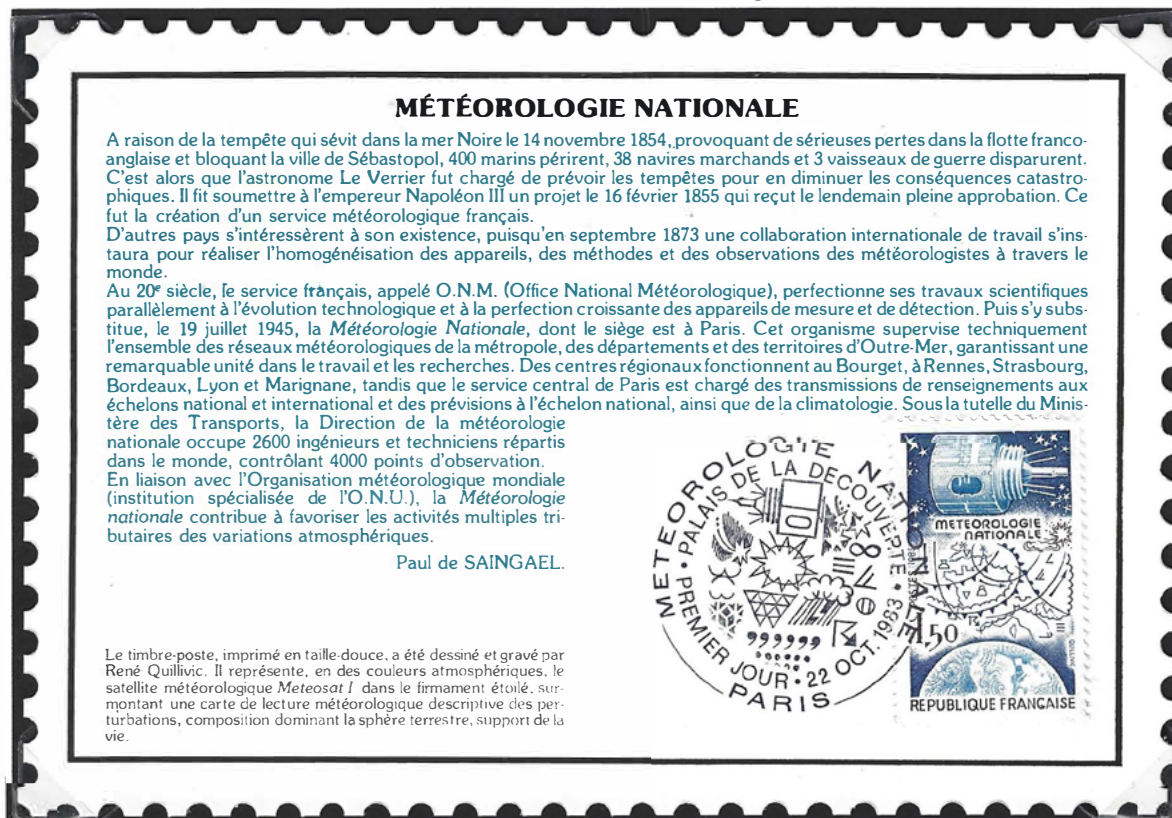 MÉTÉOROLOGIE NATIONALE
A raison de la tempête qui sévit dans la mer Noire le 14 novembre 1854, provoquant de sérieuses pertes dans la flotte franco-
anglaise et bloquant la ville de Sébastopol, 400 marins périrent, 38 navires marchands et 3 vaisseaux de guerre disparurent.
C'est alors que l'astronome Le Verrier fut chargé de prévoir les tempêtes pour en diminuer les conséquences catastro-
phiques. Il fit soumettre à l'empereur Napoléon III un projet le 16 février 1855 qui reçut le lendemain pleine approbation. Ce
fut la création d'un service météorologique français.
D'autres pays s'intéressèrent à son existence, puisqu'en septembre 1873 une collaboration internationale de travail s'ins-
taura pour réaliser l'homogénéisation des appareils, des méthodes et des observations des météorologistes à travers le
monde.
Au 20e siècle, le service français, appelé O.N.M. (Office National Météorologique), perfectionne ses travaux scientifiques
parallèlement à l'évolution technologique et à la perfection croissante des appareils de mesure et de détection. Puis s'y subs-
titue, le 19 juillet 1945, la Météorologie Nationale, dont le siège est à Paris. Cet organisme supervise techniquement
l'ensemble des réseaux météorologiques de la métropole, des départements et des territoires d'Outre-Mer, garantissant une
remarquable unité dans le travail et les recherches. Des centres régionaux fonctionnent au Bourget, à Rennes, Strasbourg,
Bordeaux, Lyon et Marignane, tandis que le service central de Paris est chargé des transmissions de renseignements aux
échelons national et international et des prévisions à l'échelon national, ainsi que de la climatologie. Sous la tutelle du Minis-
tère des Transports, la Direction de la météorologie
nationale occupe 2600 ingénieurs et techniciens répartis
dans le monde, contrôlant 4000 points d'observation.
En liaison avec l'Organisation météorologique mondiale
(institution spécialisée de l'O.N.U.), la Météorologie
nationale contribue à favoriser les activités multiples tri-
butaires des variations atmosphériques.
Paul de SAINGAEL.
Le timbre-poste, imprimé en taille-douce, a été dessiné et gravé par
René Quillivic. Il représente, en des couleurs atmosphériques, le
satellite météorologique Meteosat I dans le firmament étoilé, sur-
montant une carte de lecture météorologique descriptive des per-
turbations, composition dominant la sphère terrestre, support de la
vie.
METEOROLOGIE NATIONALE
PALAIS DE LA DECOUVERTE
PREMIER JOUR · 22 OCT. 1983
PARIS
METEOROLOGIE
NATIONALE
1,50
REPUBLIQUE FRANÇAISE